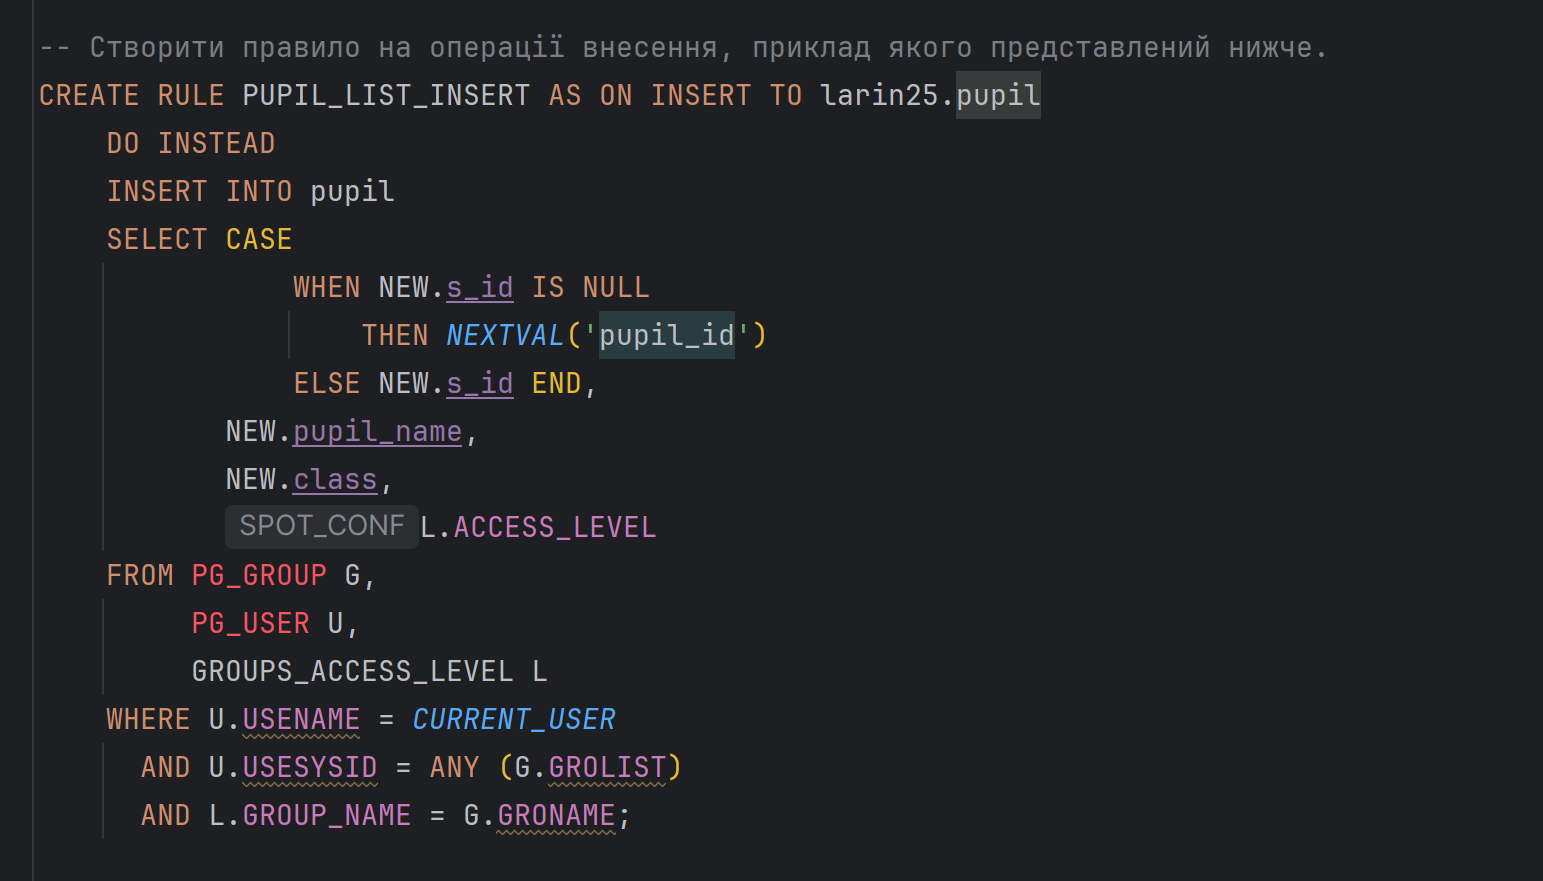 -- Створити правило на операції внесення, приклад якого представлений нижче.
CREATE RULE PUPIL_LIST_INSERT AS ON INSERT TO larin25.pupil
DO INSTEAD
INSERT INTO pupil
SELECT CASE
WHEN NEW.s_id IS NULL
THEN NEXTVAL('pupil_id')
ELSE NEW.s_id END,
NEW.pupil_name,
NEW.class,
SPOT_CONF L.ACCESS_LEVEL
FROM PG_GROUP G,
PG_USER U,
GROUPS_ACCESS_LEVEL L
WHERE U.USENAME = CURRENT_USER
AND U.USESYSID = ANY (G.GROLIST)
AND L.GROUP_NAME = G.GRONAME;